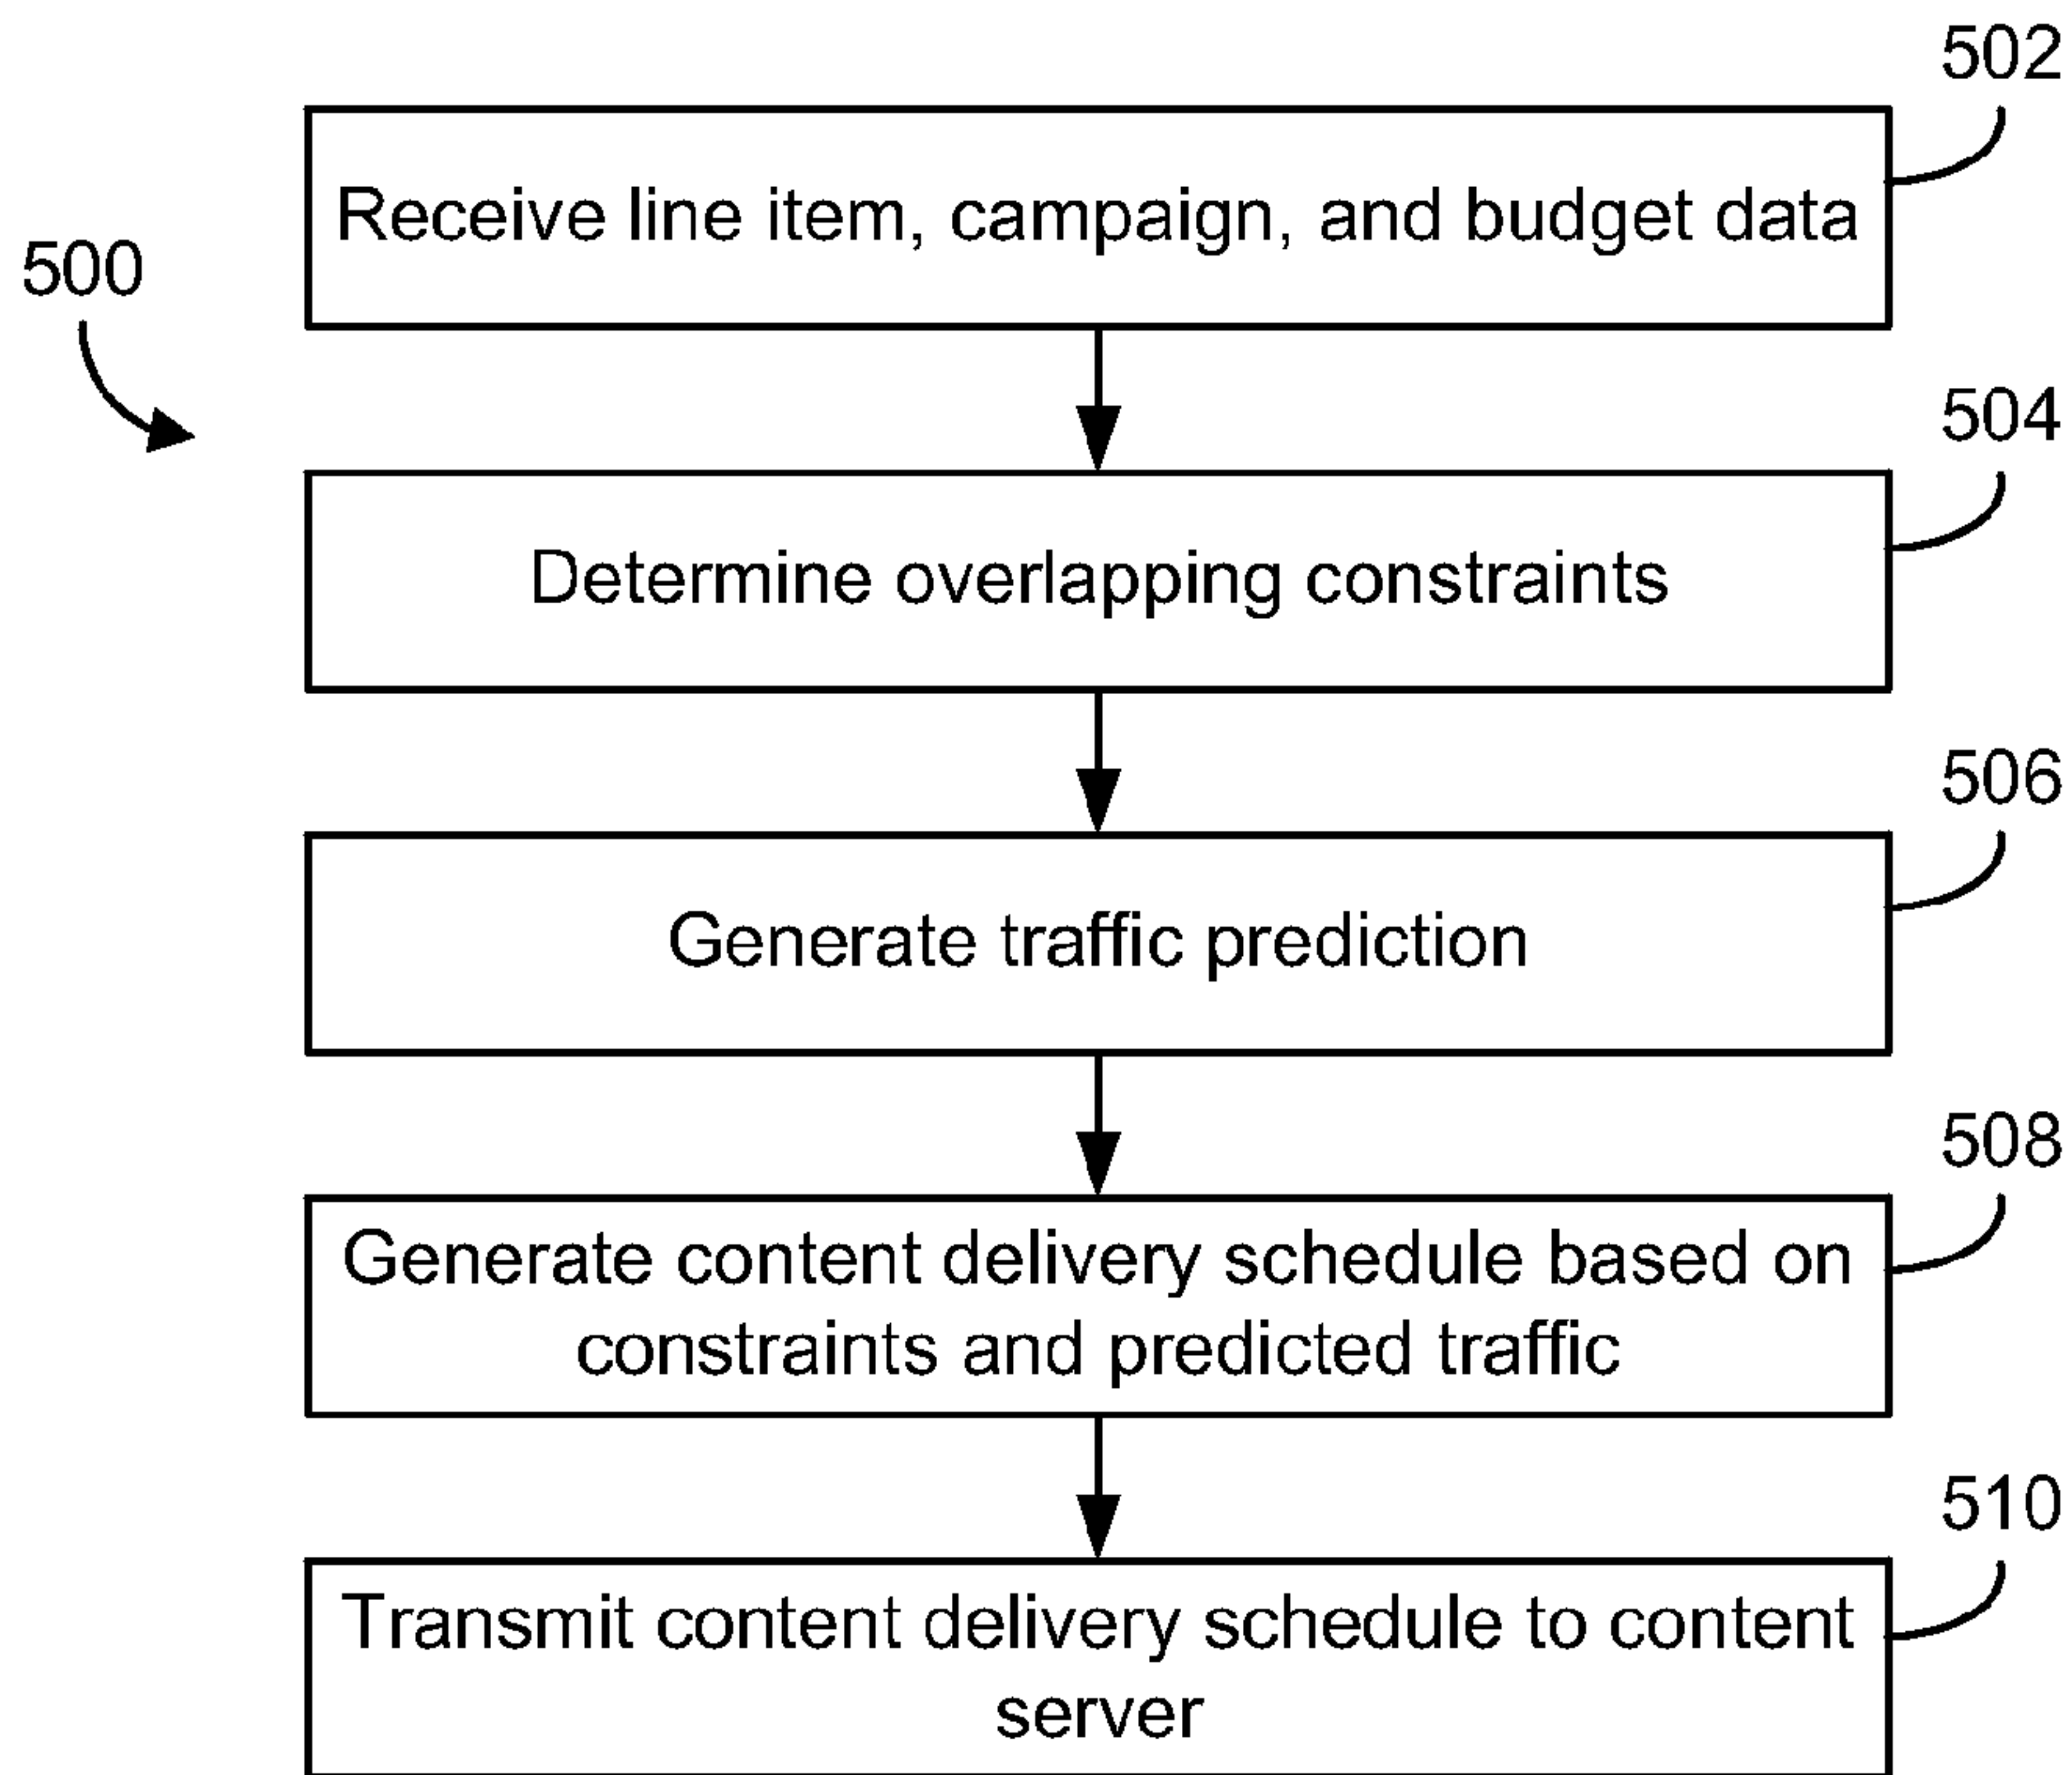 502
Receive line item, campaign, and budget data
500
504
Determine overlapping constraints
506
Generate traffic prediction
508
Generate content delivery schedule based on
constraints and predicted traffic
510
Transmit content delivery schedule to content
server